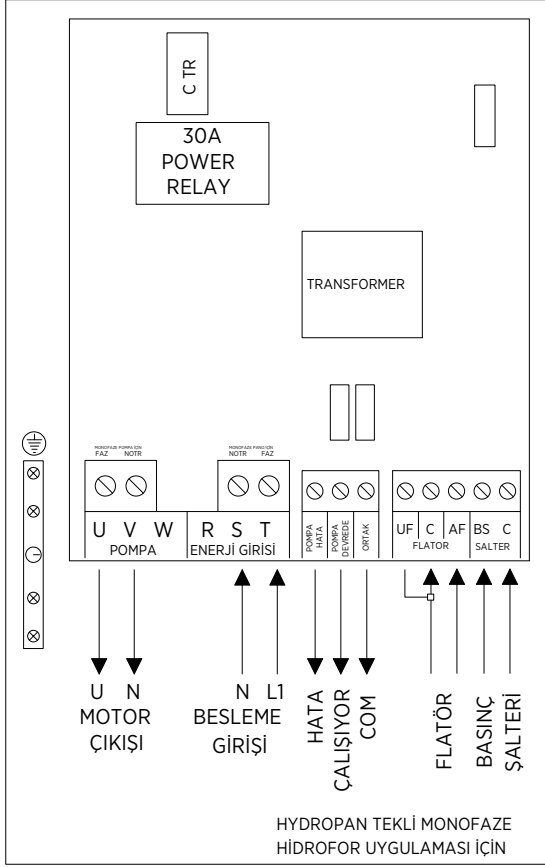 C TR
30A
POWER
RELAY
TRANSFORMER
MONOFAZE POMPA İÇİN
FAZ NOTR
MONOFAZE PANO İÇİN
NOTR FAZ
U V W
POMPA
R S T
ENERJİ GİRİSİ
POMPA
HATA
POMPA
DEVREDE
ORTAK
UF C AF
FLATOR
BS C
SALTER
U N
MOTOR
ÇIKIŞI
N L1
BESLEME
GİRİŞİ
HATA
ÇALIŞIYOR
COM
FLATÖR
BASINÇ
ŞALTERİ
HYDROPAN TEKLİ MONOFAZE
HİDROFOR UYGULAMASI İÇİN